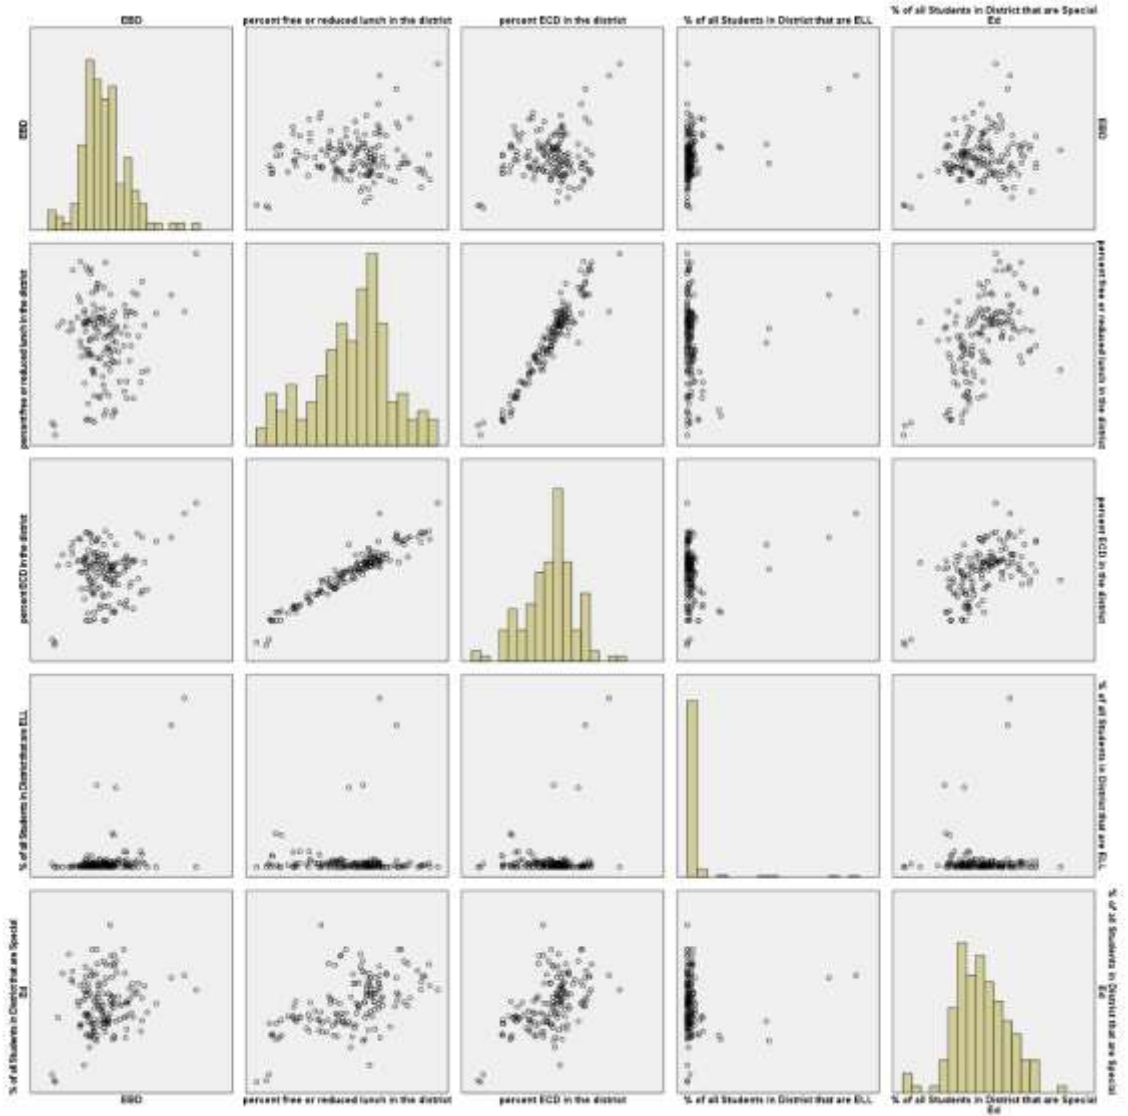 EBD
percent free or reduced lunch in the district
percent ECD in the district
% of all Students in District that are ELL
% of all Students in District that are Special
Ed
EBD
EBD
percent free or reduced lunch in the district
percent free or reduced lunch in the district
percent ECD in the district
percent ECD in the district
% of all Students in District that are ELL
% of all Students in District that are ELL
% of all Students in District that are Special
Ed
% of all Students in District that are Special
Ed
EBD
percent free or reduced lunch in the district
percent ECD in the district
% of all Students in District that are ELL
% of all Students in District that are Special
Ed